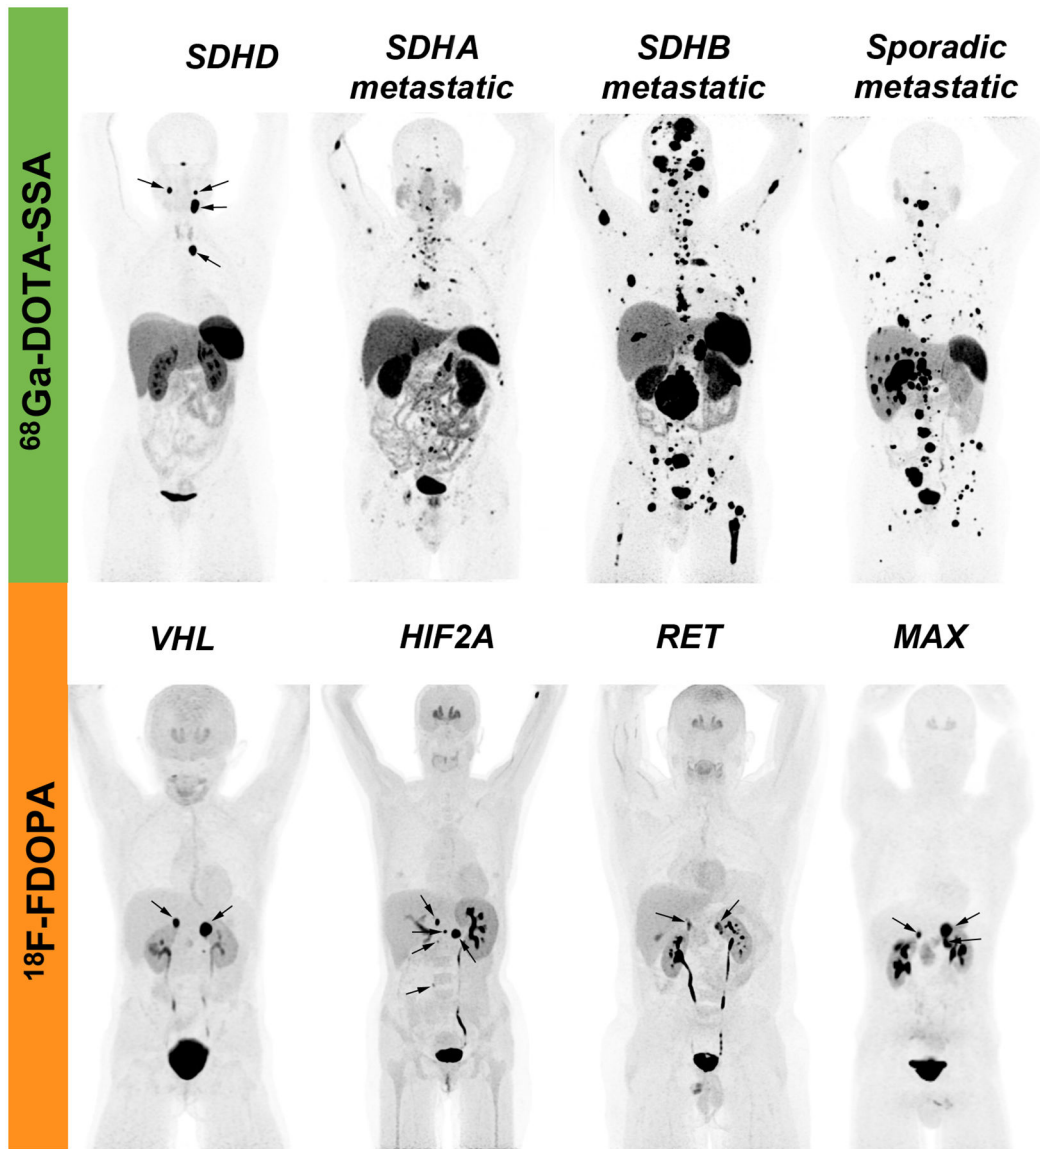 SDHD
SDHA
metastatic
SDHB
metastatic
Sporadic
metastatic
⁶⁸Ga-DOTA-SSA
VHL
HIF2A
RET
MAX
¹⁸F-FDOPA